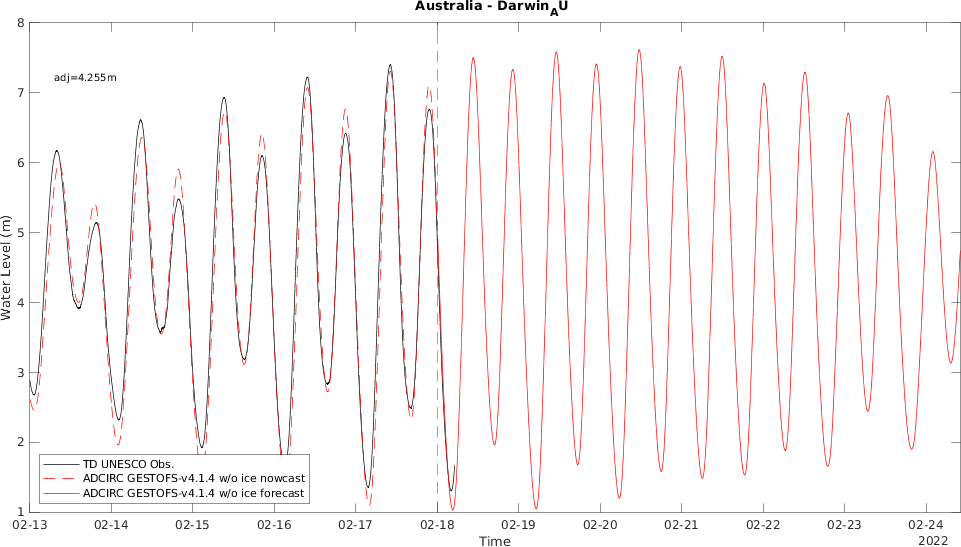 Australia - Darwin_AU
8
adj=4.255m
7
6
5
4
3
2
1
Water Level (m)
TD UNESCO Obs.
ADCIRC GESTOFS-v4.1.4 w/o ice nowcast
ADCIRC GESTOFS-v4.1.4 w/o ice forecast
02-13 02-14 02-15 02-16 02-17 02-18 02-19 02-20 02-21 02-22 02-23 02-24
Time
2022